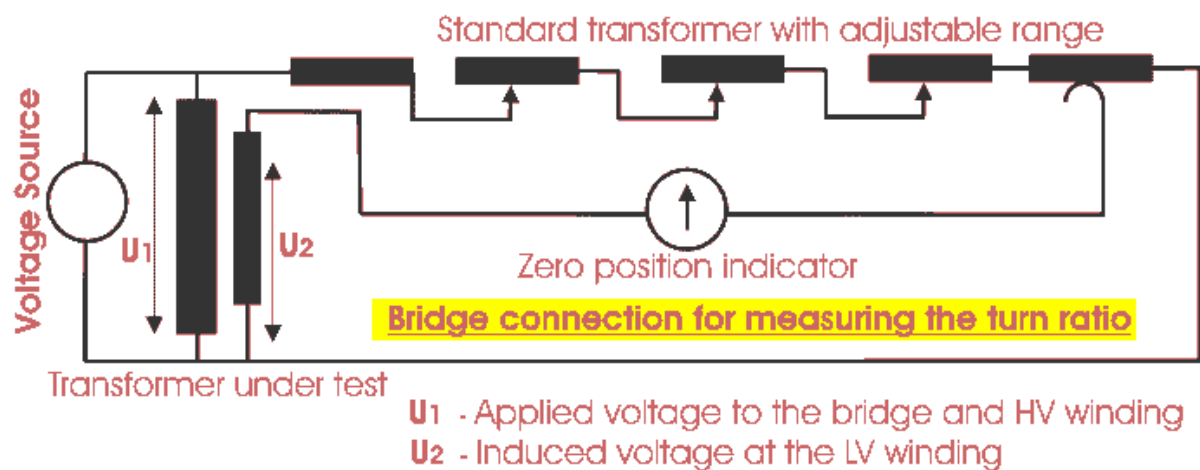 Standard transformer with adjustable range
Voltage Source
U1
U2
Zero position indicator
Bridge connection for measuring the turn ratio
Transformer under test
U1 - Applied voltage to the bridge and HV winding
U2 - Induced voltage at the LV winding